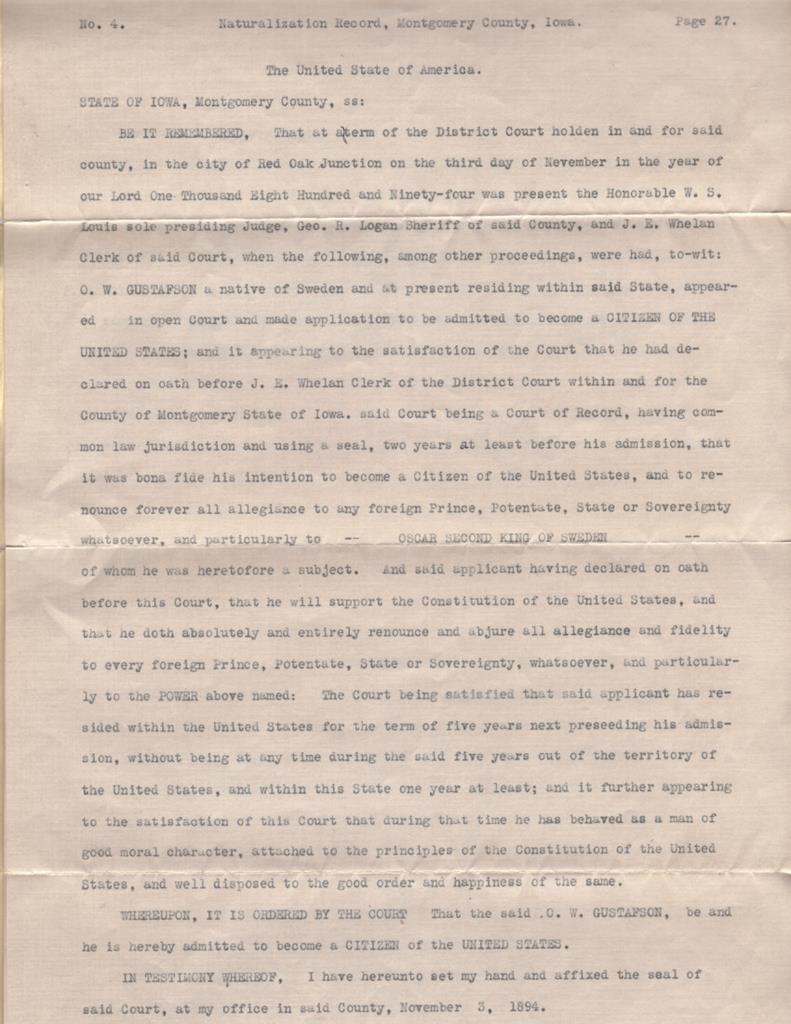 No. 4. Naturalization Record, Montgomery County, Iowa. Page 27.
The United State of America.
STATE OF IOWA, Montgomery County, ss:
BE IT REMEMBERED, That at a term of the District Court holden in and for said
county, in the city of Red Oak Junction on the third day of Nevember in the year of
our Lord One Thousand Eight Hundred and Ninety-four was present the Honorable W. S.
Louis sole presiding Judge, Geo. R. Logan Sheriff of said County, and J. E. Whelan
Clerk of said Court, when the following, among other proceedings, were had, to-wit:
O. W. GUSTAFSON a native of Sweden and at present residing within said State, appear-
ed in open Court and made application to be admitted to become a CITIZEN OF THE
UNITED STATES; and it appearing to the satisfaction of the Court that he had de-
clared on oath before J. E. Whelan Clerk of the District Court within and for the
County of Montgomery State of Iowa. said Court being a Court of Record, having com-
mon law jurisdiction and using a seal, two years at least before his admission, that
it was bona fide his intention to become a Citizen of the United States, and to re-
nounce forever all allegiance to any foreign Prince, Potentate, State or Sovereignty
whatsoever, and particularly to -- OSCAR SECOND KING OF SWEDEN --
of whom he was heretofore a subject. And said applicant having declared on oath
before this Court, that he will support the Constitution of the United States, and
that he doth absolutely and entirely renounce and abjure all allegiance and fidelity
to every foreign Prince, Potentate, State or Sovereignty, whatsoever, and particular-
ly to the POWER above named: The Court being satisfied that said applicant has re-
sided within the United States for the term of five years next preseeding his admis-
sion, without being at any time during the said five years out of the territory of
the United States, and within this State one year at least; and it further appearing
to the satisfaction of this Court that during that time he has behaved as a man of
good moral character, attached to the principles of the Constitution of the United
States, and well disposed to the good order and happiness of the same.
WHEREUPON, IT IS ORDERED BY THE COURT That the said .O. W. GUSTAFSON, be and
he is hereby admitted to become a CITIZEN of the UNITED STATES.
IN TESTIMONY WHEREOF, I have hereunto set my hand and affixed the seal of
said Court, at my office in said County, November 3, 1894.